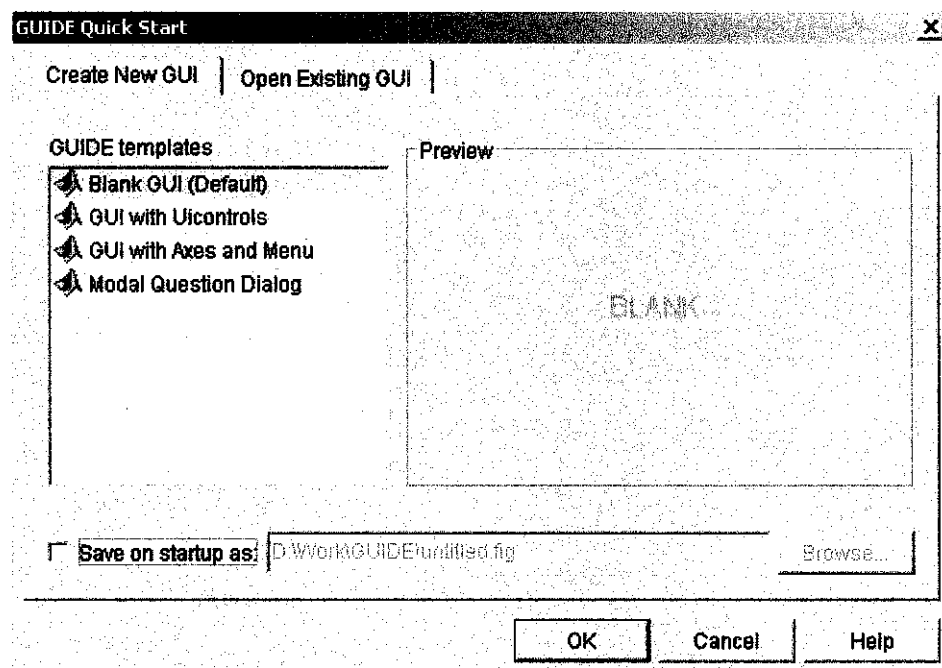 GUIDE Quick Start
Create New GUI
Open Existing GUI
GUIDE templates
Preview
Blank GUI (Default)
GUI with Uicontrols
GUI with Axes and Menu
Modal Question Dialog
BLANK
Save on startup as:
D:\Work\GUIDE\untitled.fig
Browse...
OK
Cancel
Help